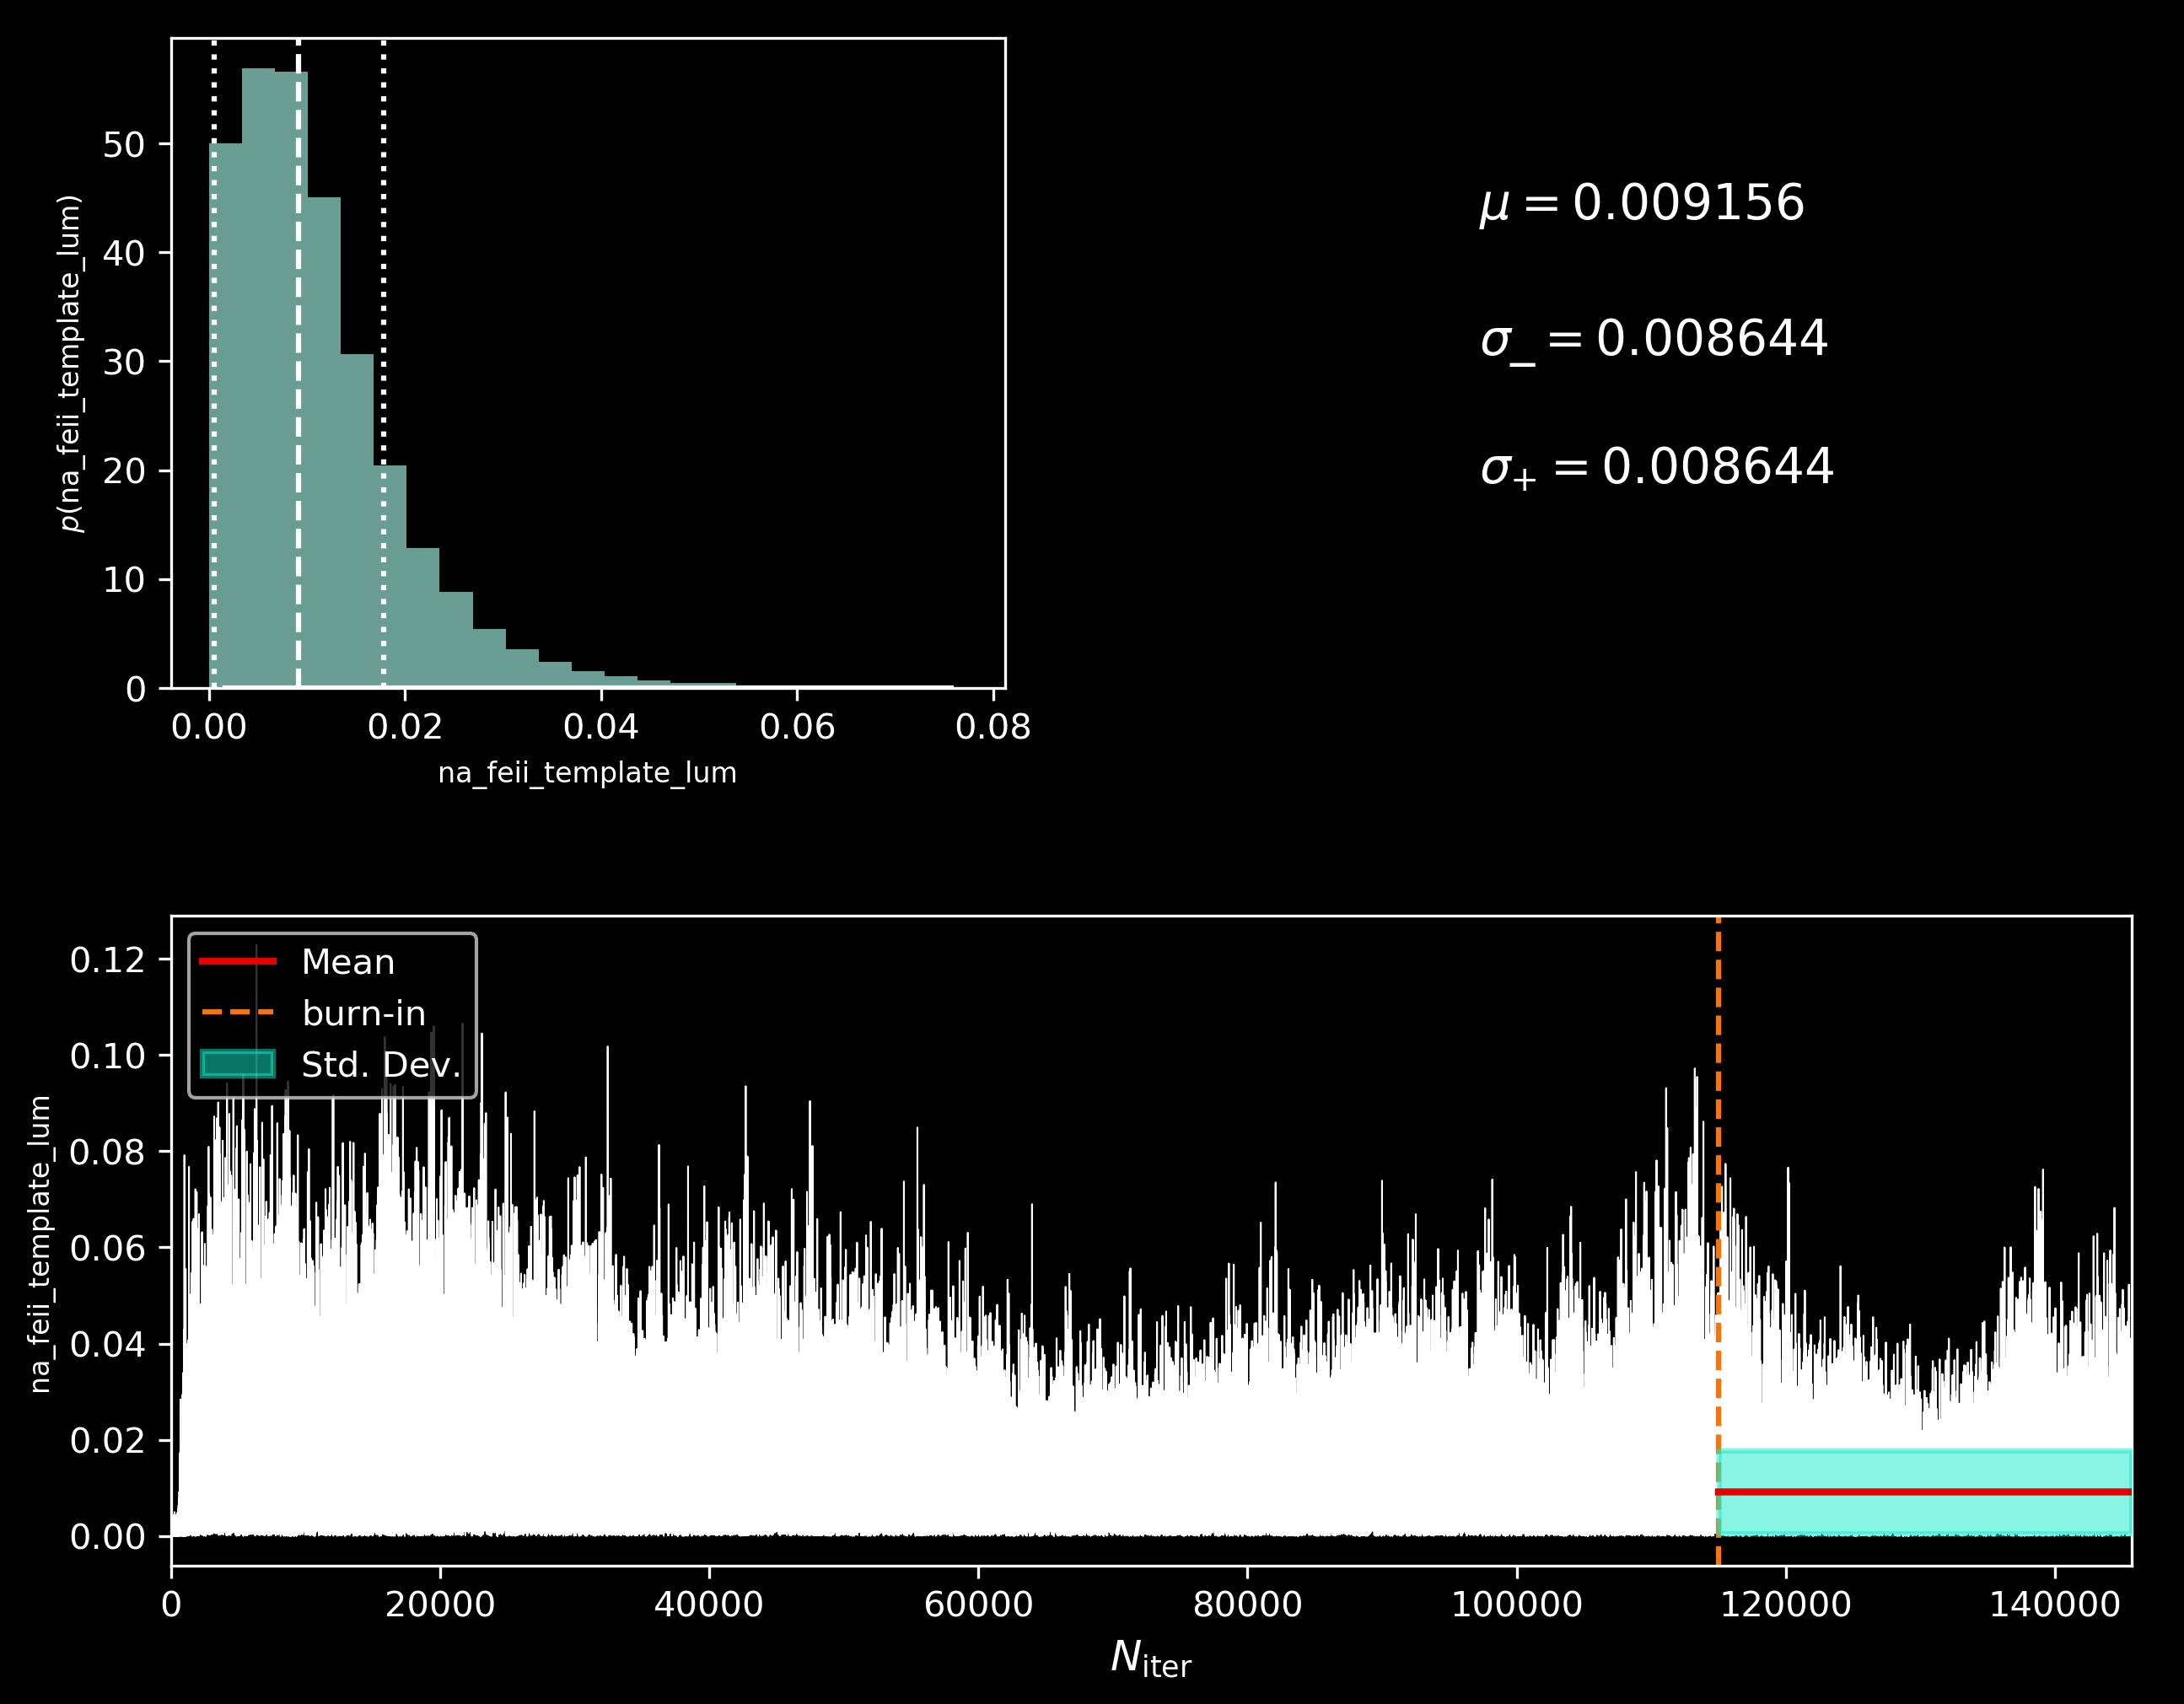 50
40
30
20
10
0
p(na_feii_template_lum)
0.00 0.02 0.04 0.06 0.08
na_feii_template_lum
μ = 0.009156
σ_ = 0.008644
σ+ = 0.008644
0.12
0.10
0.08
0.06
0.04
0.02
0.00
na_feii_template_lum
Mean
burn-in
Std. Dev.
0 20000 40000 60000 80000 100000 120000 140000
Niter